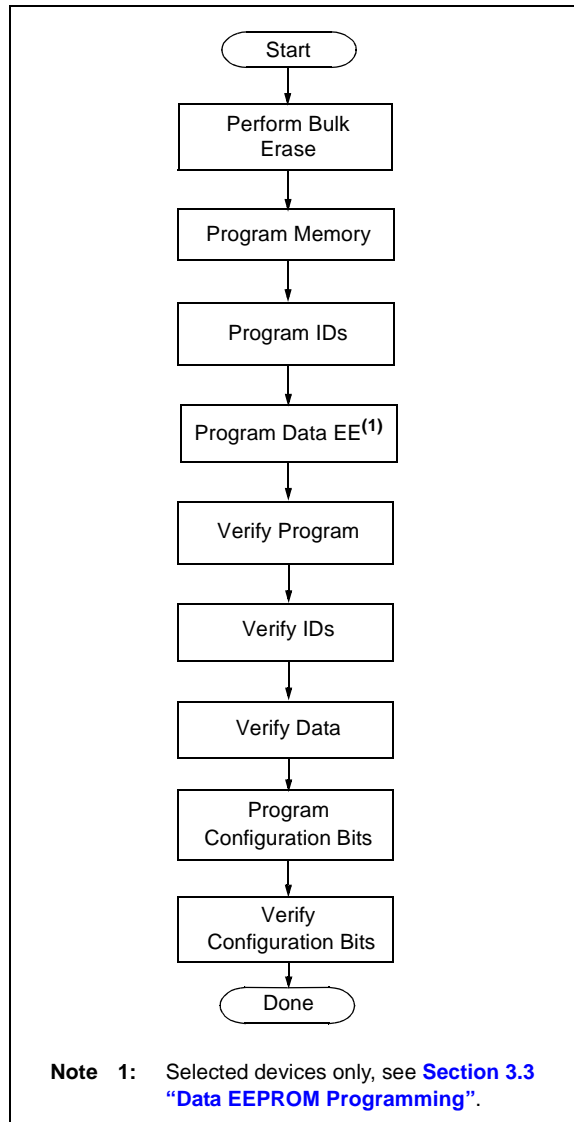 Start
Perform Bulk
Erase
Program Memory
Program IDs
Program Data EE(1)
Verify Program
Verify IDs
Verify Data
Program
Configuration Bits
Verify
Configuration Bits
Done
Note 1: Selected devices only, see Section 3.3
“Data EEPROM Programming”.